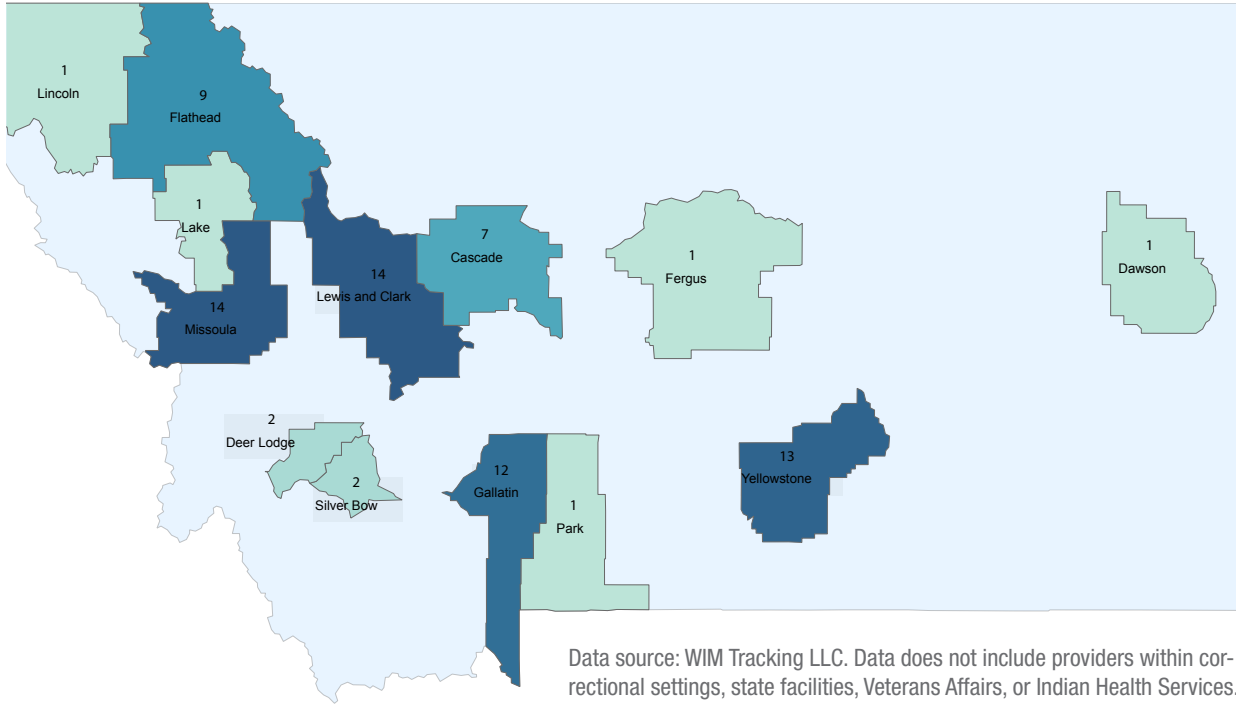 1
Lincoln
9
Flathead
1
Lake
14
Missoula
14
Lewis and Clark
7
Cascade
1
Fergus
1
Dawson
2
Deer Lodge
2
Silver Bow
12
Gallatin
1
Park
13
Yellowstone
Data source: WIM Tracking LLC. Data does not include providers within cor-
rectional settings, state facilities, Veterans Affairs, or Indian Health Services.